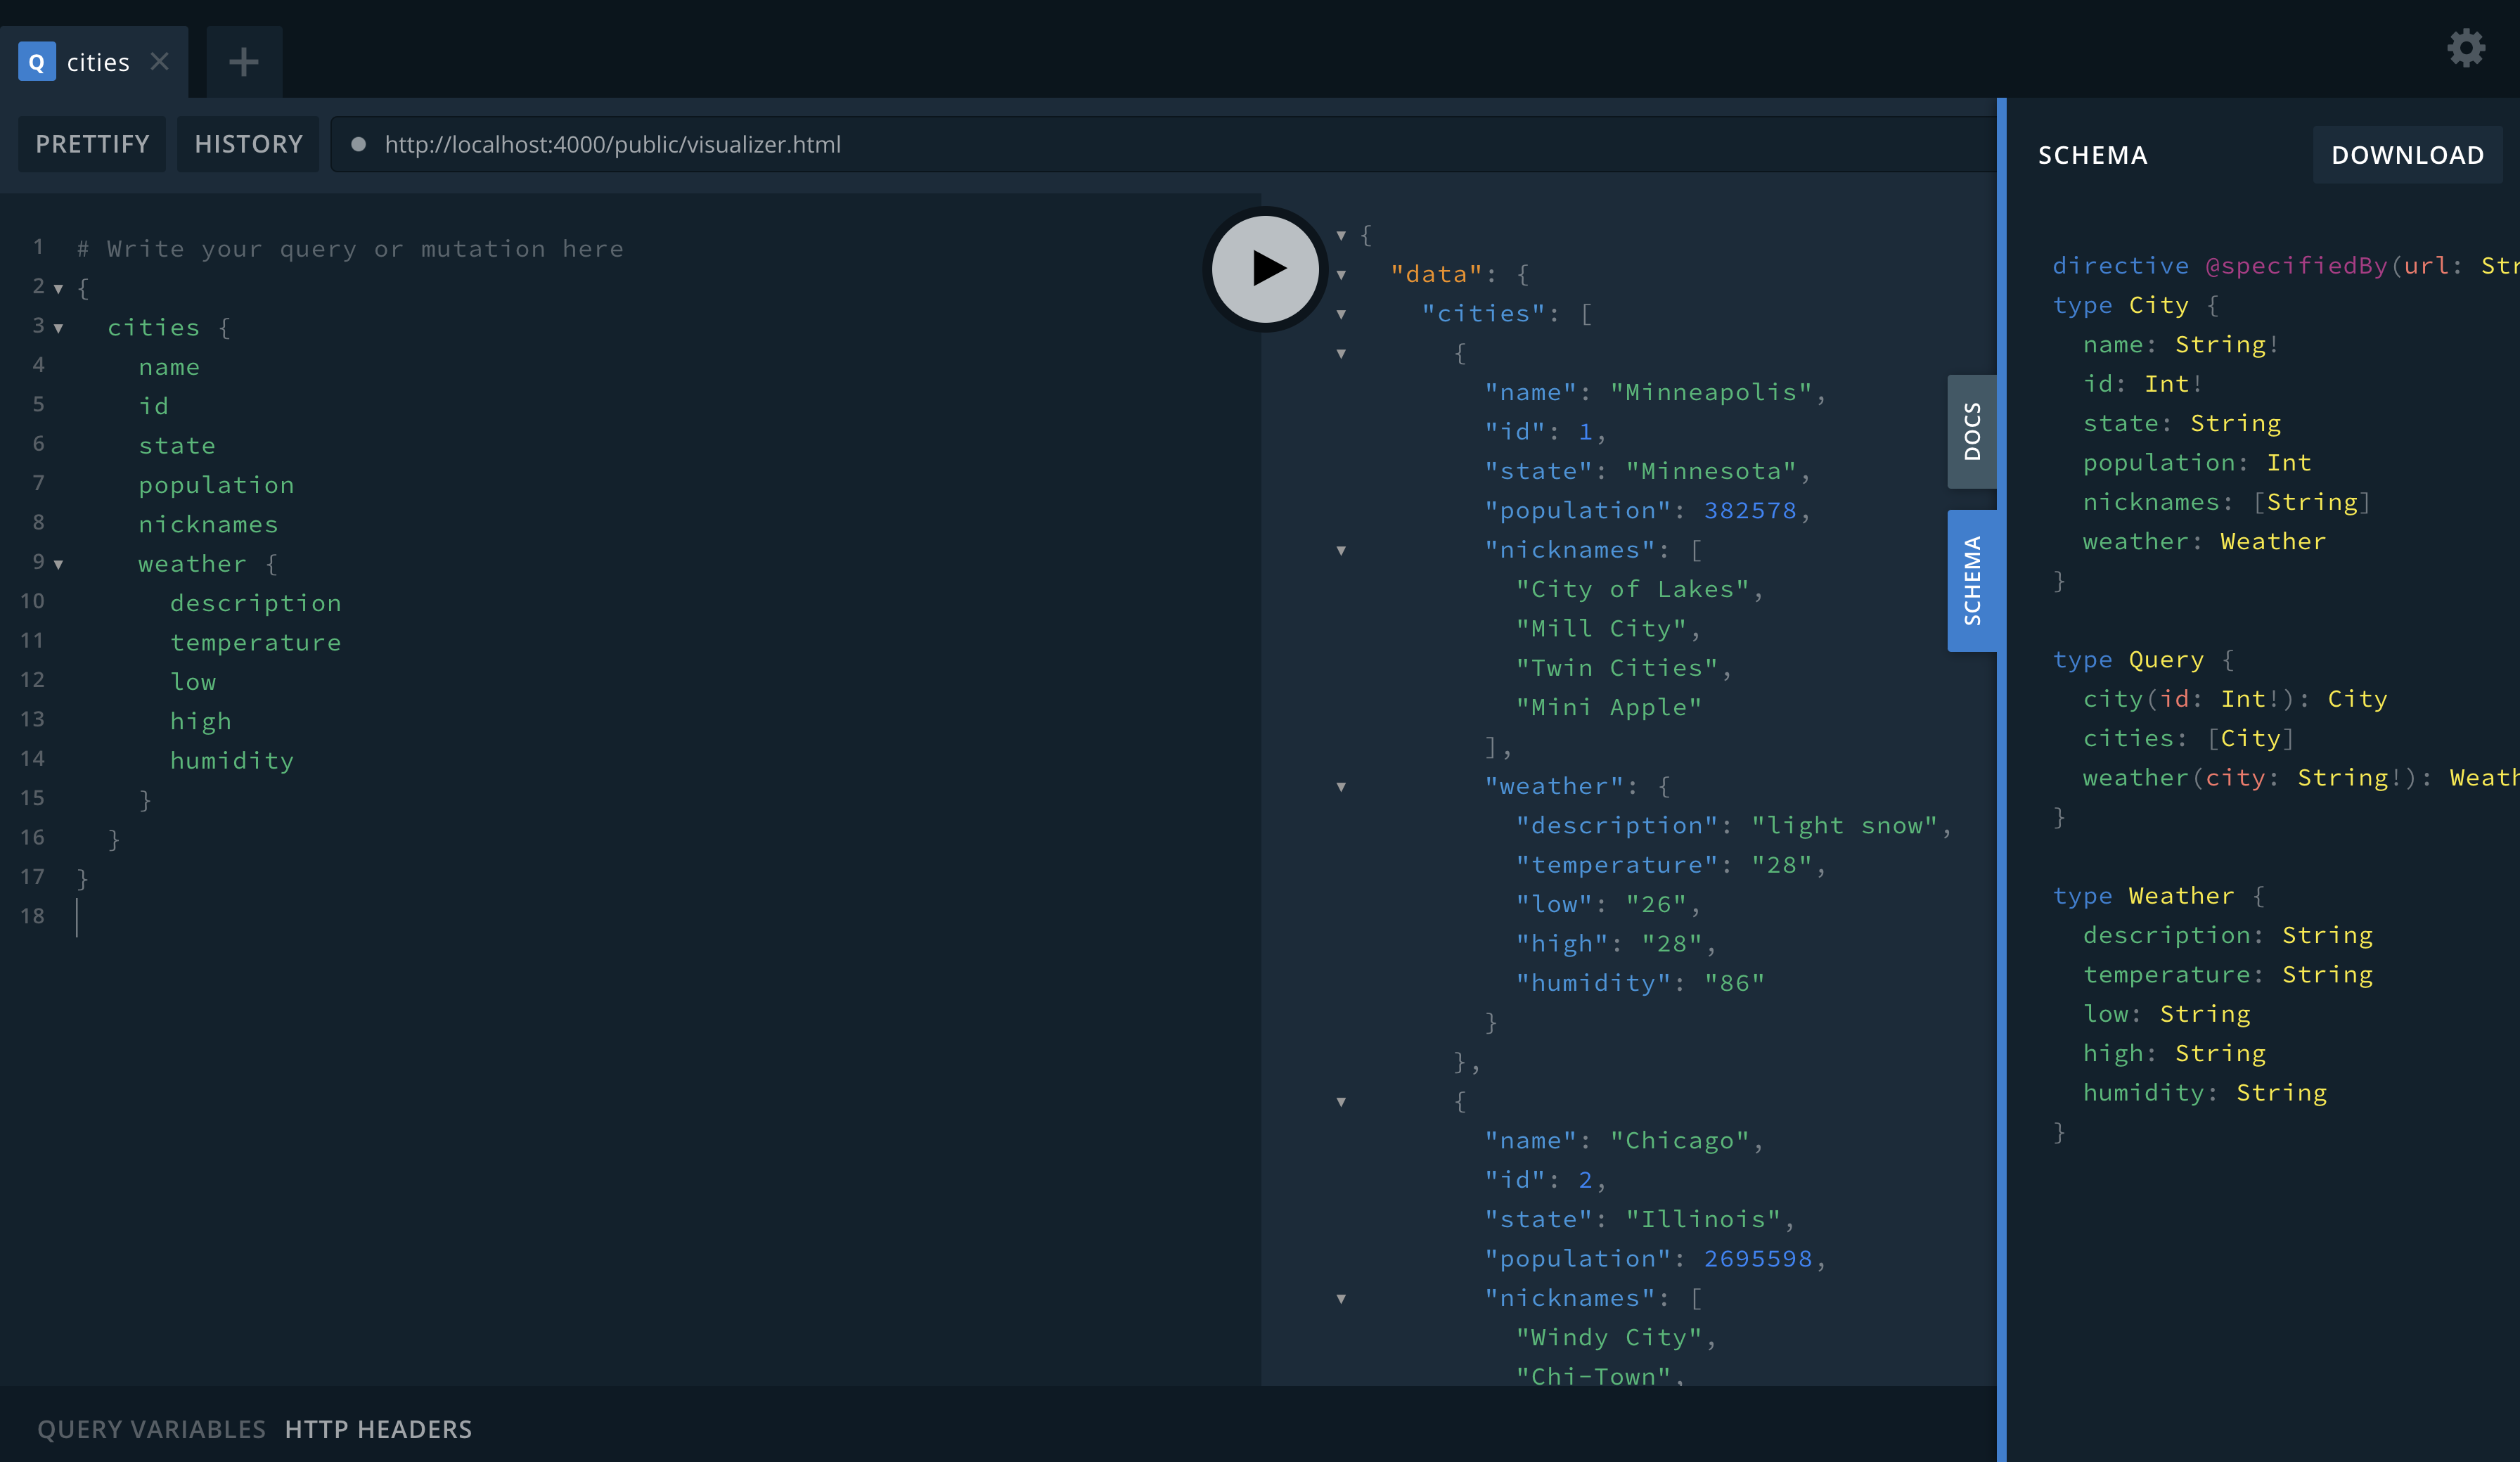 Q cities
PRETTIFY HISTORY http://localhost:4000/public/visualizer.html
1 # Write your query or mutation here
2 {
3 cities {
4 name
5 id
6 state
7 population
8 nicknames
9 weather {
10 description
11 temperature
12 low
13 high
14 humidity
15 }
16 }
17 }
18
{
"data": {
"cities": [
{
"name": "Minneapolis",
"id": 1,
"state": "Minnesota",
"population": 382578,
"nicknames": [
"City of Lakes",
"Mill City",
"Twin Cities",
"Mini Apple"
],
"weather": {
"description": "light snow",
"temperature": "28",
"low": "26",
"high": "28",
"humidity": "86"
}
},
{
"name": "Chicago",
"id": 2,
"state": "Illinois",
"population": 2695598,
"nicknames": [
"Windy City",
"Chi-Town",
DOCS
SCHEMA
SCHEMA DOWNLOAD
directive @specifiedBy(url: Str
type City {
name: String!
id: Int!
state: String
population: Int
nicknames: [String]
weather: Weather
}
type Query {
city(id: Int!): City
cities: [City]
weather(city: String!): Weath
}
type Weather {
description: String
temperature: String
low: String
high: String
humidity: String
}
QUERY VARIABLES HTTP HEADERS